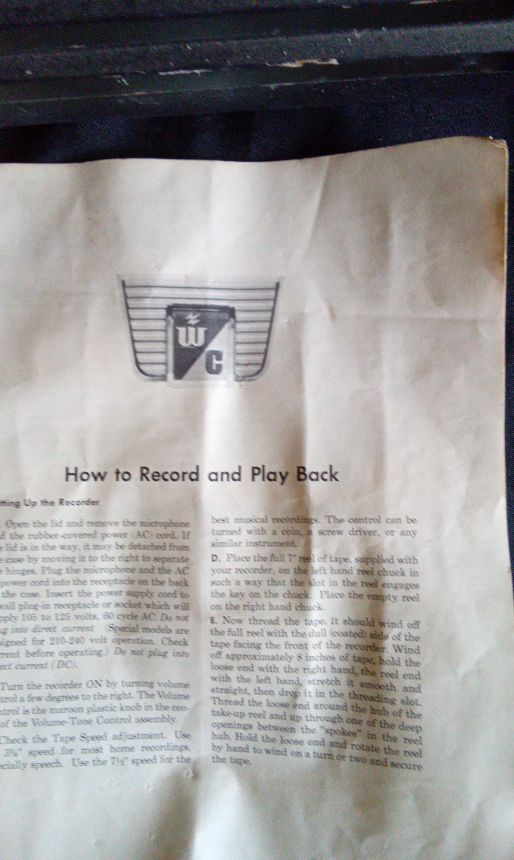 W
C
How to Record and Play Back
tting Up the Recorder
Open the lid and remove the microphone
d the rubber-covered power (AC) cord. If
e lid is in the way, it may be detached from
e case by moving it to the right to separate
e hinges. Plug the microphone and the AC
power cord into the receptacle on the back
the case. Insert the power supply cord to
wall plug-in receptacle or socket which will
pply 105 to 125 volts, 60 cycle AC. Do not
ug into direct current Special models are
signed for 210-240 volt operation. Check
rrent before operating.) Do not plug into
ect current (DC).
Turn the recorder ON by turning volume
ntrol a few degrees to the right. The Volume
ntrol is the maroon plastic knob in the cen-
of the Volume-Tone Control assembly.
Check the Tape Speed adjustment. Use
3¾" speed for most home recordings,
ecially speech. Use the 7½" speed for the
best musical recordings. The control can be
turned with a coin, a screw driver, or any
similar instrument.
D. Place the full 7" reel of tape, supplied with
your recorder, on the left hand reel chuck in
such a way that the slot in the reel engages
the key on the chuck. Place the empty reel
on the right hand chuck.
E. Now thread the tape. It should wind off
the full reel with the dull (coated) side of the
tape facing the front of the recorder. Wind
off approximately 8 inches of tape, hold the
loose end with the right hand, the reel end
with the left hand, stretch it smooth and
straight, then drop it in the threading slot.
Thread the loose end around the hub of the
take-up reel and up through one of the deep
openings between the "spokes" in the reel
hub. Hold the loose end and rotate the reel
by hand to wind on a turn or two and secure
the tape.